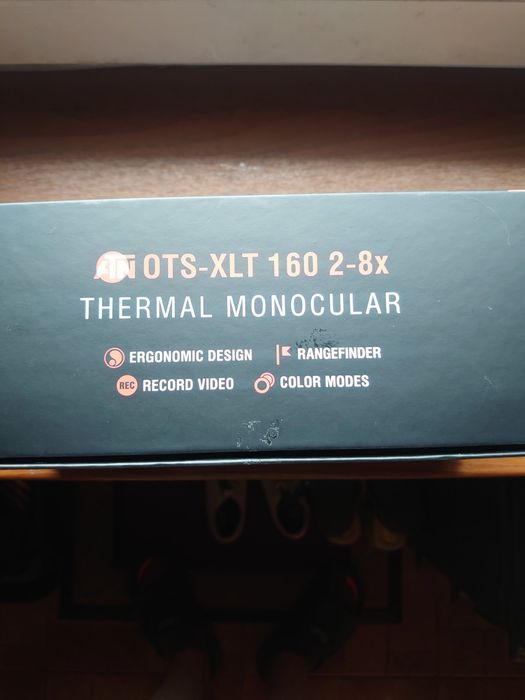 ATN OTS-XLT 160 2-8x
THERMAL MONOCULAR
ERGONOMIC DESIGN RANGEFINDER
REC RECORD VIDEO COLOR MODES